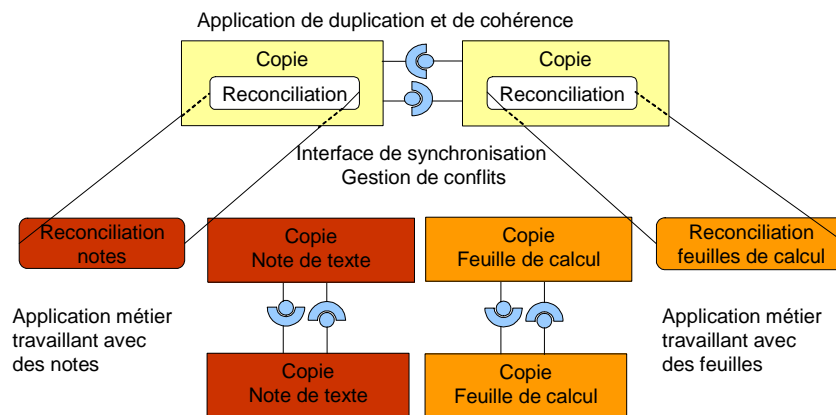 Application de duplication et de cohérence
Copie
Reconciliation
Copie
Reconciliation
Interface de synchronisation
Gestion de conflits
Reconciliation
notes
Copie
Note de texte
Copie
Feuille de calcul
Reconciliation
feuilles de calcul
Application métier
travaillant avec
des notes
Application métier
travaillant avec
des feuilles
Copie
Note de texte
Copie
Feuille de calcul